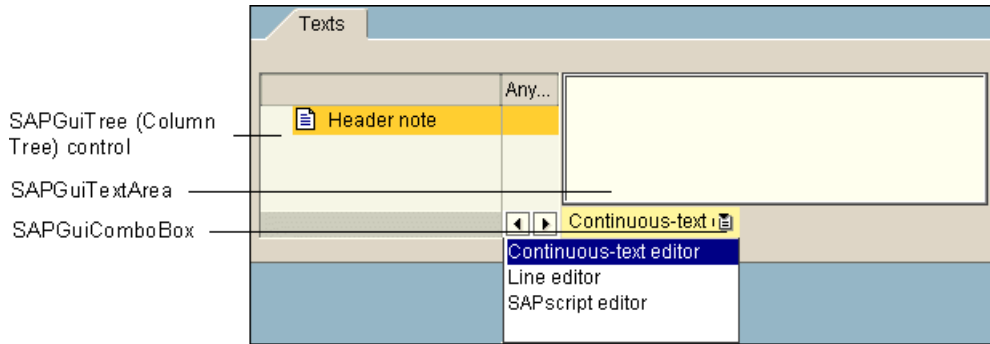 Texts
Any...
Header note
SAPGuiTree (Column
Tree) control
SAPGuiTextArea
SAPGuiComboBox
Continuous-text
Continuous-text editor
Line editor
SAPscript editor